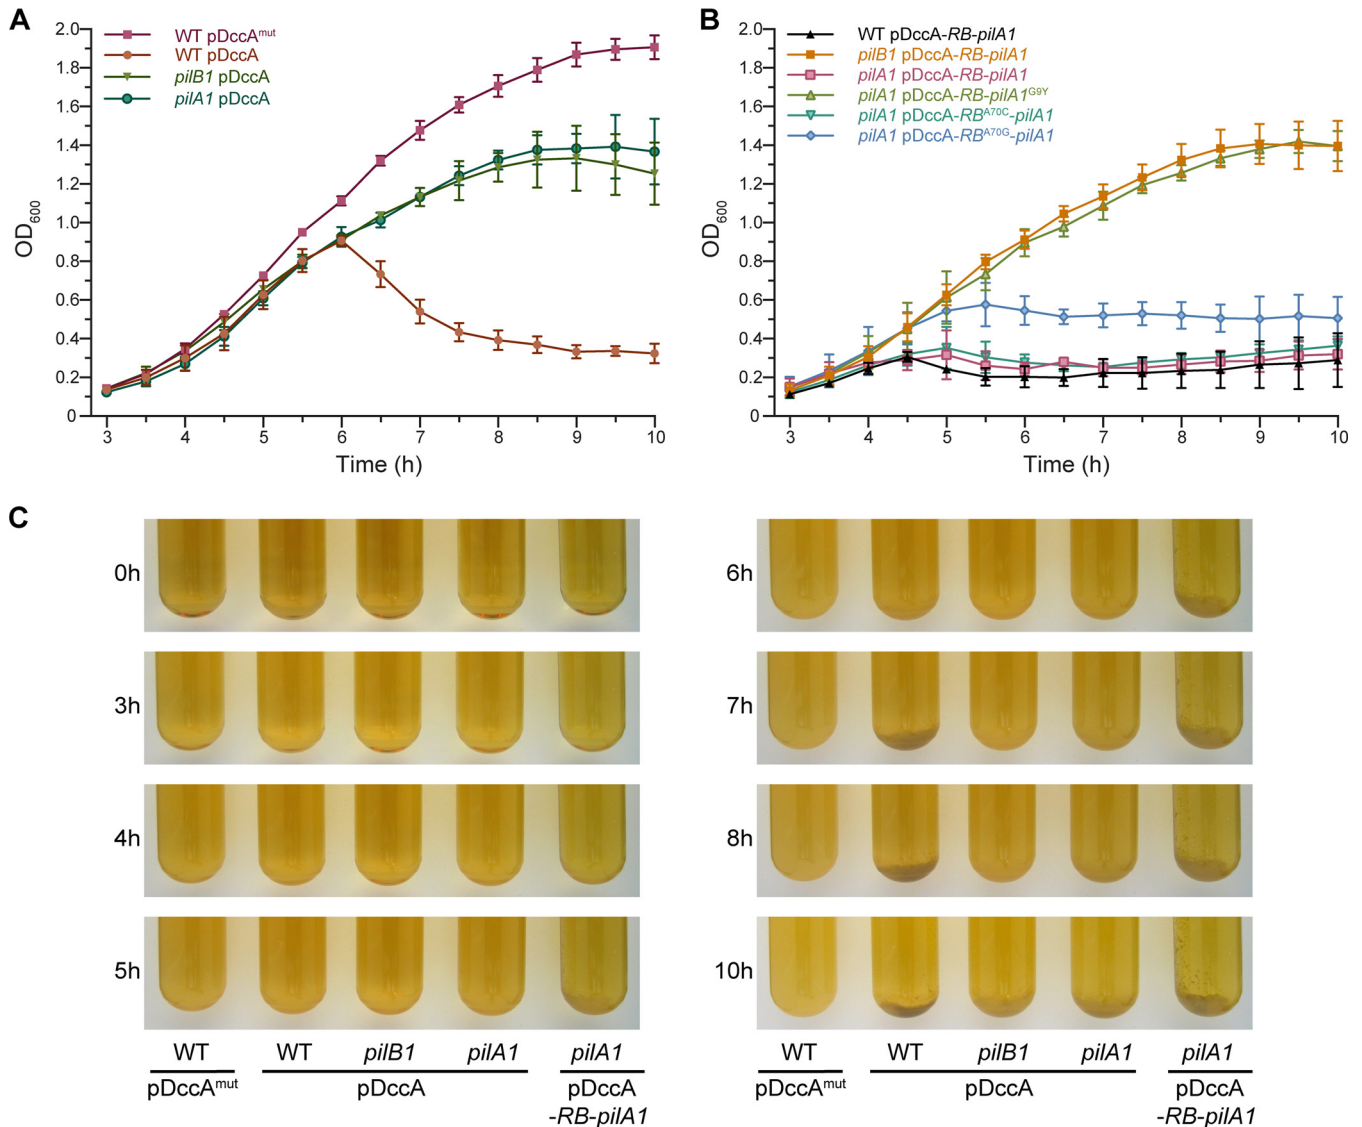 A
WT pDccAmut
WT pDccA
pilB1 pDccA
pilA1 pDccA
2.0
1.8
1.6
1.4
1.2
1.0
0.8
0.6
0.4
0.2
0
OD600
3 4 5 6 7 8 9 10
Time (h)
B
WT pDccA-RB-pilA1
pilB1 pDccA-RB-pilA1
pilA1 pDccA-RB-pilA1
pilA1 pDccA-RB-pilA1G9Y
pilA1 pDccA-RBA70C-pilA1
pilA1 pDccA-RBA70G-pilA1
2.0
1.8
1.6
1.4
1.2
1.0
0.8
0.6
0.4
0.2
0
OD600
3 4 5 6 7 8 9 10
Time (h)
C
0h
3h
4h
5h
WT WT pilB1 pilA1 pilA1
pDccAmut pDccA pDccA
-RB-pilA1
6h
7h
8h
10h
WT WT pilB1 pilA1 pilA1
pDccAmut pDccA pDccA
-RB-pilA1